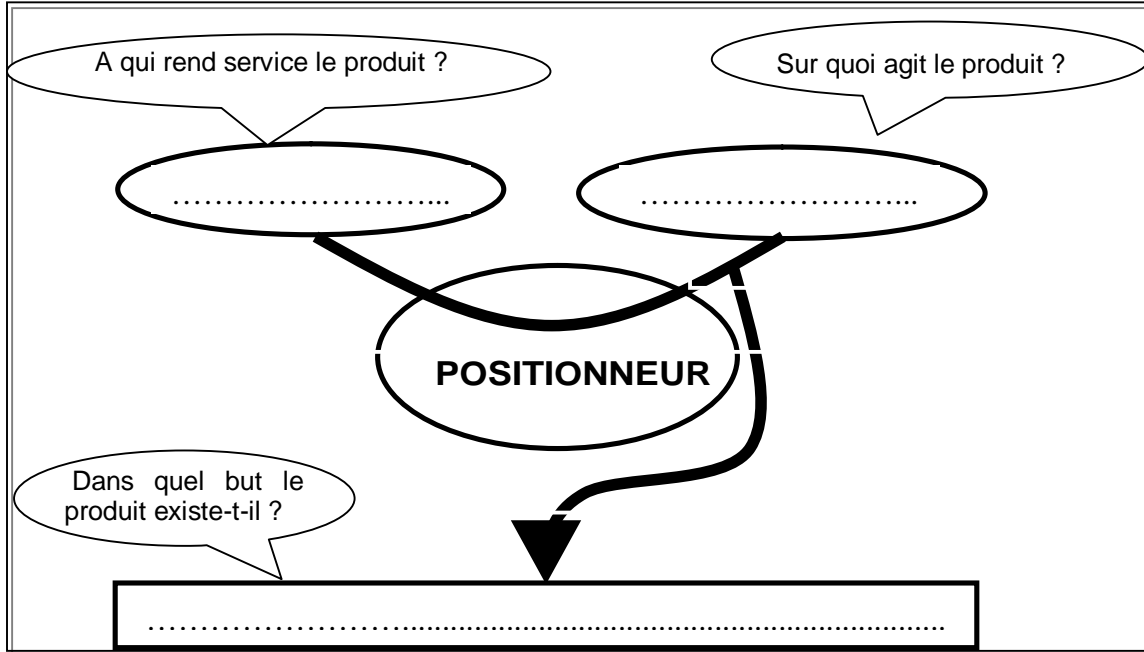 A qui rend service le produit ?
Sur quoi agit le produit ?
………………………...
………………………...
POSITIONNEUR
Dans quel but le
produit existe-t-il ?
……………………..............................................................................